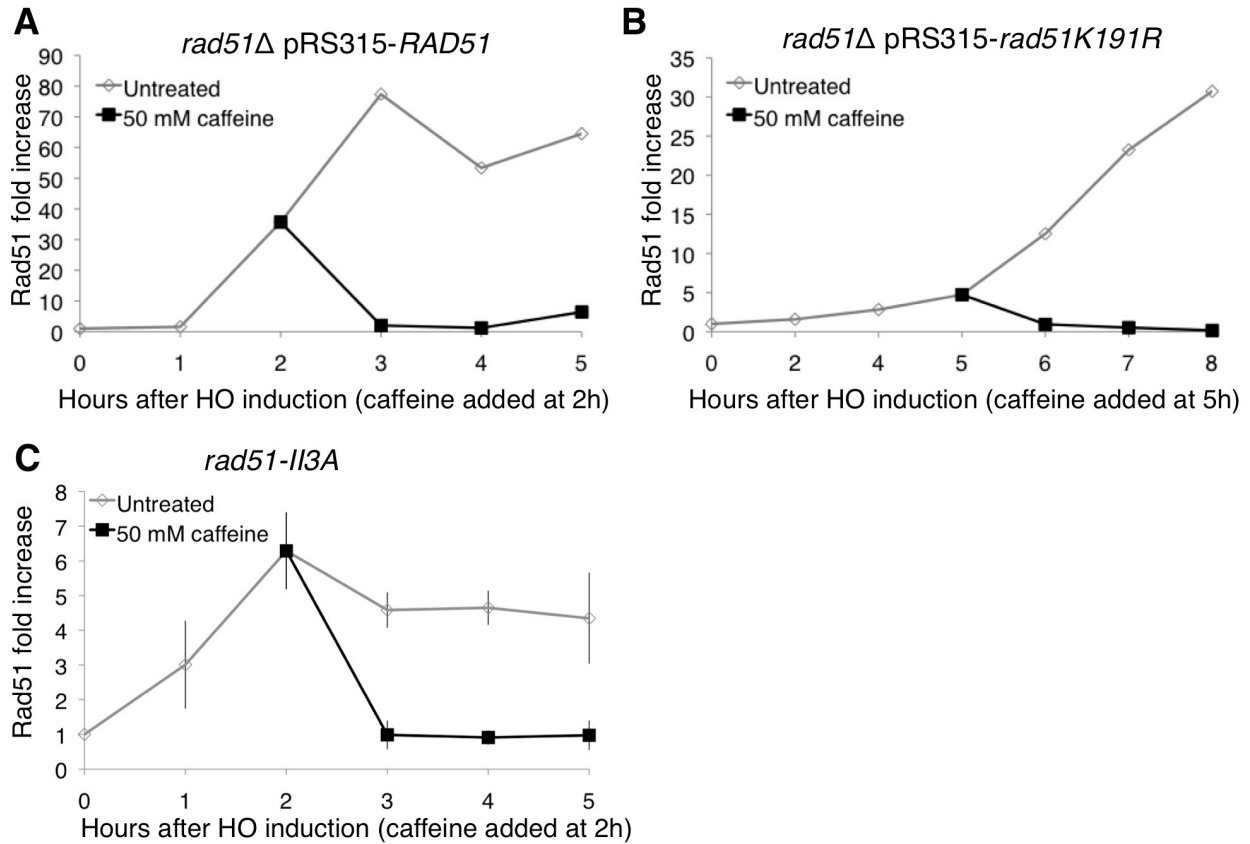 A
rad51Δ pRS315-RAD51
90
80
70
60
50
40
30
20
10
0
Rad51 fold increase
Untreated
50 mM caffeine
0 1 2 3 4 5
Hours after HO induction (caffeine added at 2h)
B
rad51Δ pRS315-rad51K191R
35
30
25
20
15
10
5
0
Rad51 fold increase
Untreated
50 mM caffeine
0 2 4 5 6 7 8
Hours after HO induction (caffeine added at 5h)
C
rad51-II3A
8
7
6
5
4
3
2
1
0
Rad51 fold increase
Untreated
50 mM caffeine
0 1 2 3 4 5
Hours after HO induction (caffeine added at 2h)